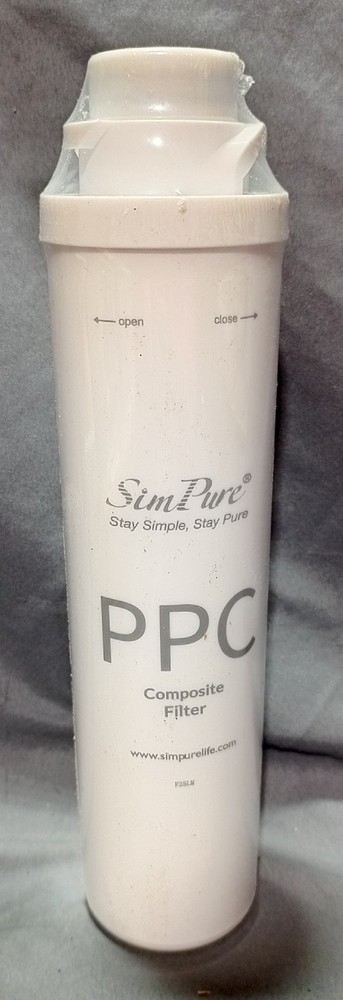 ← open close →
SimPure®
Stay Simple, Stay Pure
PPC
Composite
Filter
www.simpurelife.com